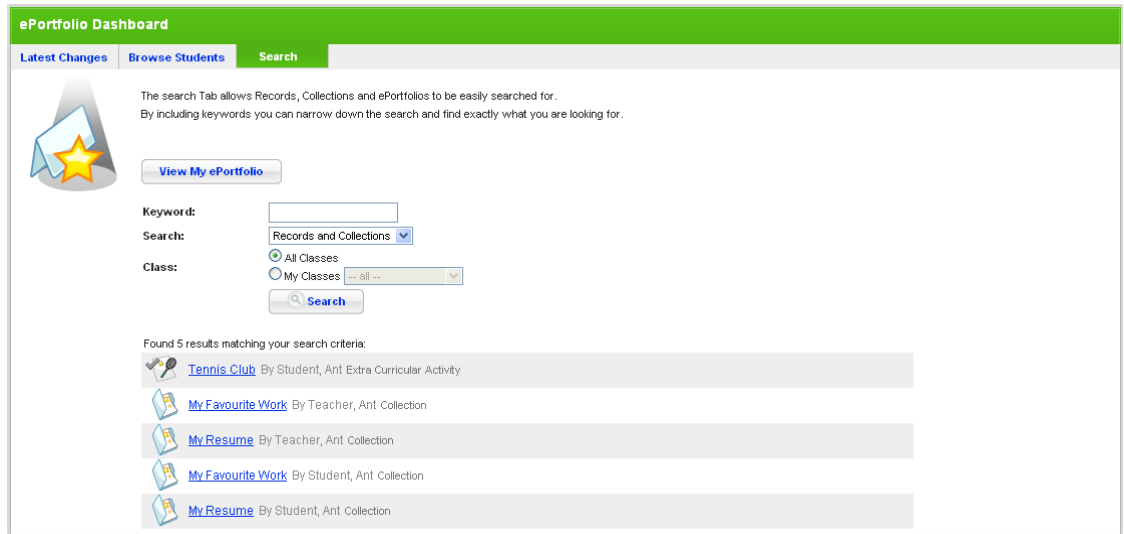 ePortfolio Dashboard
Latest Changes Browse Students Search
The search Tab allows Records, Collections and ePortfolios to be easily searched for.
By including keywords you can narrow down the search and find exactly what you are looking for.
View My ePortfolio
Keyword:
Search: Records and Collections
Class: All Classes
My Classes -- all --
Search
Found 5 results matching your search criteria:
Tennis Club By Student, Ant Extra Curricular Activity
My Favourite Work By Teacher, Ant Collection
My Resume By Teacher, Ant Collection
My Favourite Work By Student, Ant Collection
My Resume By Student, Ant Collection